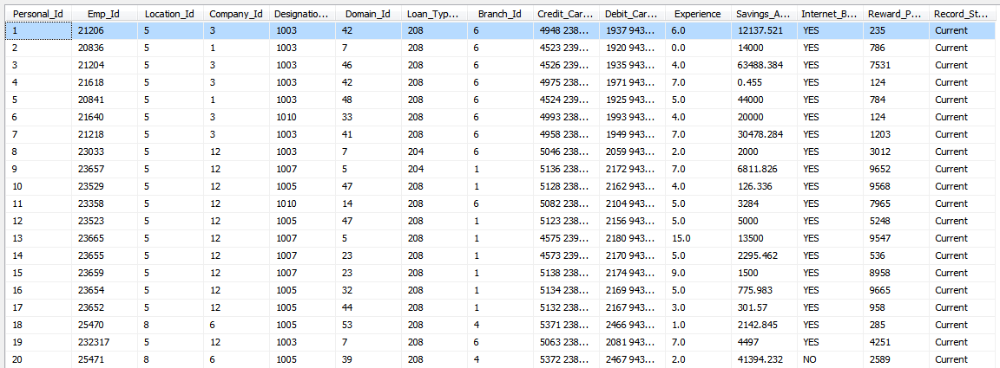 Personal_Id Emp_Id Location_Id Company_Id Designatio... Domain_Id Loan_Typ... Branch_Id Credit_Car... Debit_Car... Experience Savings_A... Internet_B... Reward_P... Record_St...
1 21206 5 3 1003 42 208 6 4948 238... 1937 943... 6.0 12137.521 YES 235 Current
2 20836 5 1 1003 7 208 6 4523 239... 1920 943... 0.0 14000 YES 786 Current
3 21204 5 3 1003 46 208 6 4526 239... 1935 943... 4.0 63488.384 YES 7531 Current
4 21618 5 3 1003 42 208 6 4975 238... 1971 943... 7.0 0.455 YES 124 Current
5 20841 5 1 1003 48 208 6 4524 239... 1925 943... 5.0 44000 YES 784 Current
6 21640 5 3 1010 33 208 6 4993 238... 1993 943... 4.0 20000 YES 124 Current
7 21218 5 3 1003 41 208 6 4958 238... 1949 943... 7.0 30478.284 YES 1203 Current
8 23033 5 12 1003 7 204 6 5046 238... 2059 943... 2.0 2000 YES 3012 Current
9 23657 5 12 1007 5 204 1 5136 238... 2172 943... 7.0 6811.826 YES 9652 Current
10 23529 5 12 1005 47 208 1 5128 238... 2162 943... 4.0 126.336 YES 9568 Current
11 23358 5 12 1010 14 208 6 5082 238... 2104 943... 5.0 3284 YES 7965 Current
12 23523 5 12 1005 47 208 1 5123 238... 2156 943... 5.0 5000 YES 5248 Current
13 23665 5 12 1007 5 208 1 4575 239... 2180 943... 15.0 13500 YES 9547 Current
14 23655 5 12 1007 23 208 1 4573 239... 2170 943... 5.0 2295.462 YES 536 Current
15 23659 5 12 1007 23 208 1 5138 238... 2174 943... 9.0 1500 YES 8958 Current
16 23654 5 12 1005 32 208 1 5134 238... 2169 943... 5.0 775.983 YES 9665 Current
17 23652 5 12 1005 44 208 1 5132 238... 2167 943... 3.0 301.57 YES 958 Current
18 25470 8 6 1005 53 208 4 5371 238... 2466 943... 1.0 2142.845 YES 285 Current
19 232317 5 12 1003 7 208 6 5063 238... 2081 943... 7.0 4497 YES 4251 Current
20 25471 8 6 1005 39 208 4 5372 238... 2467 943... 2.0 41394.232 NO 2589 Current